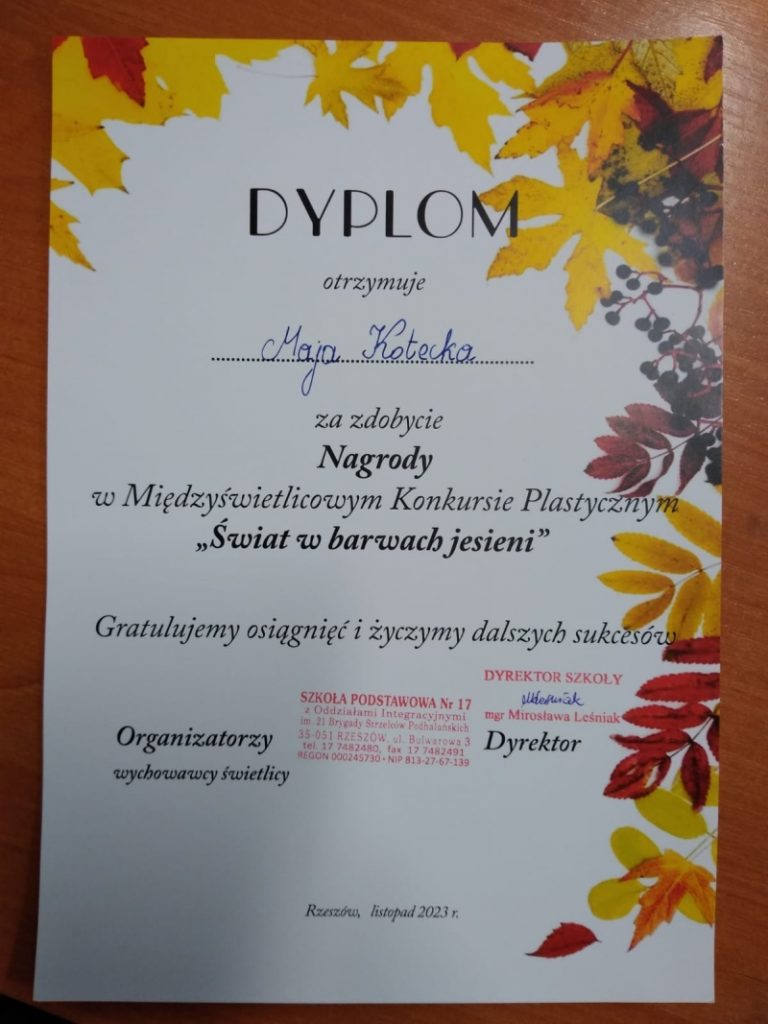 DYPLOM
otrzymuje
Maja Kotecka
za zdobycie
Nagrody
w Międzyświetlicowym Konkursie Plastycznym
„Świat w barwach jesieni”
Gratulujemy osiągnięć i życzymy dalszych sukcesów
SZKOŁA PODSTAWOWA Nr 17
z Oddziałami Integracyjnymi
im. 21 Brygady Strzelców Podhalańskich
35-051 RZESZÓW, ul. Bulwarowa 3
tel. 17 7482480, fax 17 7482491
REGON 000245730 • NIP 813-27-67-139
DYREKTOR SZKOŁY
mgr Mirosława Leśniak
Organizatorzy
wychowawcy świetlicy
Dyrektor
Rzeszów, listopad 2023 r.